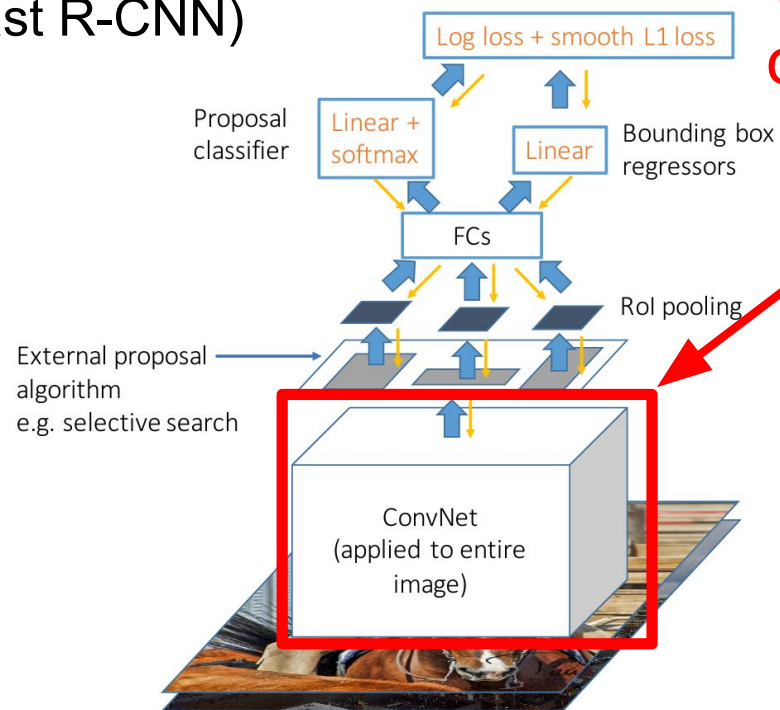 ast R-CNN)
Log loss + smooth L1 loss
Proposal
classifier
Linear +
softmax
Linear
Bounding box
regressors
FCs
RoI pooling
External proposal
algorithm
e.g. selective search
ConvNet
(applied to entire
image)